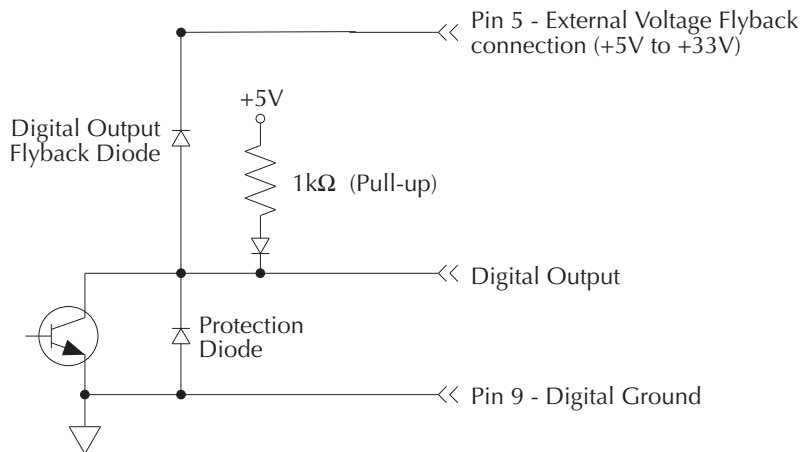 Pin 5 - External Voltage Flyback
connection (+5V to +33V)
+5V
Digital Output
Flyback Diode
1kΩ (Pull-up)
Digital Output
Protection
Diode
Pin 9 - Digital Ground